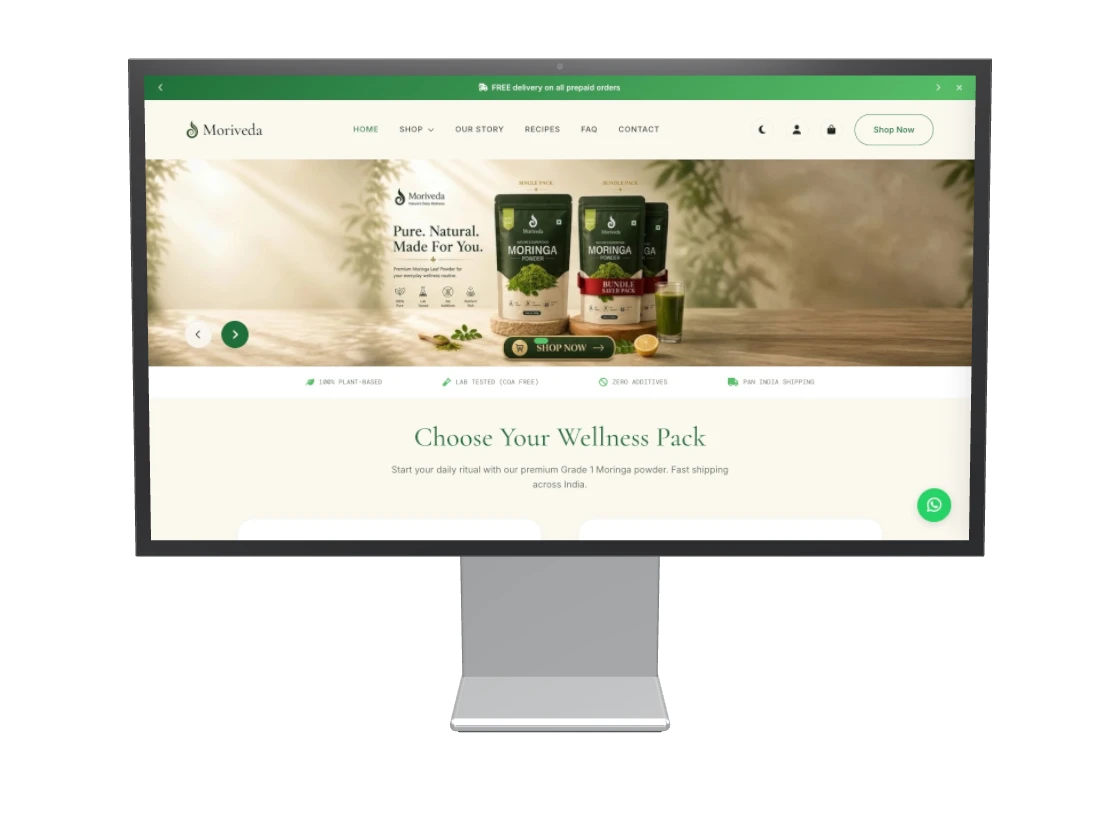 FREE delivery on all prepaid orders
Moriveda
HOME SHOP OUR STORY RECIPES FAQ CONTACT
Shop Now
SINGLE PACK
BUNDLE PACK
Moriveda
Pure. Natural.
Made For You.
Premium Moringa Leaf Powder for
your everyday wellness routine.
Moriveda
MORINGA
POWDER
Moriveda
MORINGA
POWDER
BUNDLE
SAVER PACK
SHOP NOW
100% PLANT-BASED
LAB TESTED (COA FREE)
ZERO ADDITIVES
PAN INDIA SHIPPING
Choose Your Wellness Pack
Start your daily ritual with our premium Grade 1 Moringa powder. Fast shipping
across India.